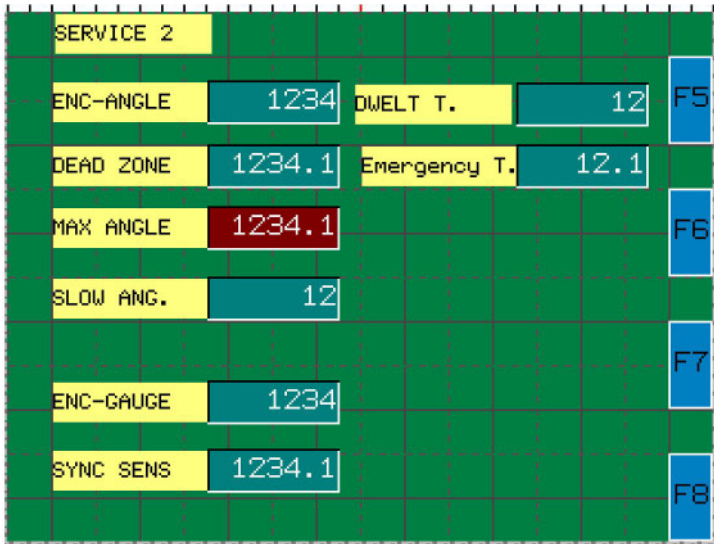 SERVICE 2
ENC-ANGLE 1234 DWELT T. 12 F5
DEAD ZONE 1234.1 Emergency T. 12.1
MAX ANGLE 1234.1 F6
SLOW ANG. 12
F7
ENC-GAUGE 1234
SYNC SENS 1234.1
F8